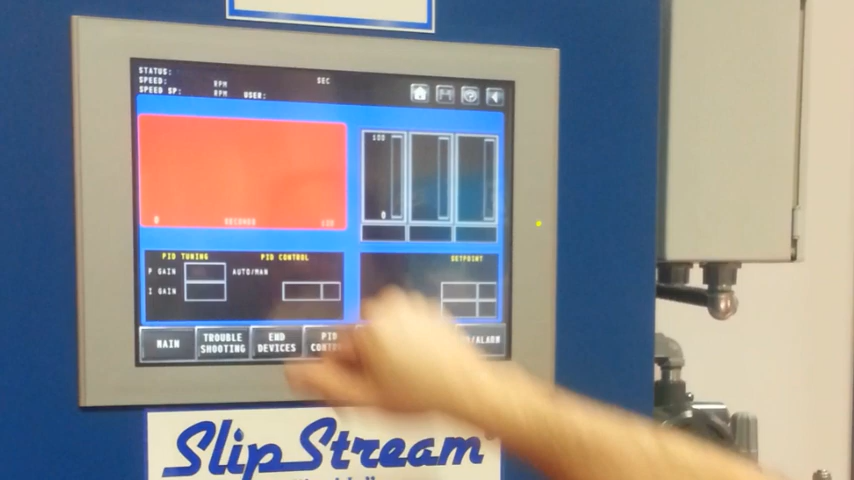 STATUS:
SPEED: RPM SEC
SPEED SP: RPM USER:
100
0
0 SECONDS
PID TUNING PID CONTROL SETPOINT
P GAIN AUTO/MAN
I GAIN
MAIN
TROUBLE SHOOTING
END DEVICES
PID
/ALARM
SlipStream